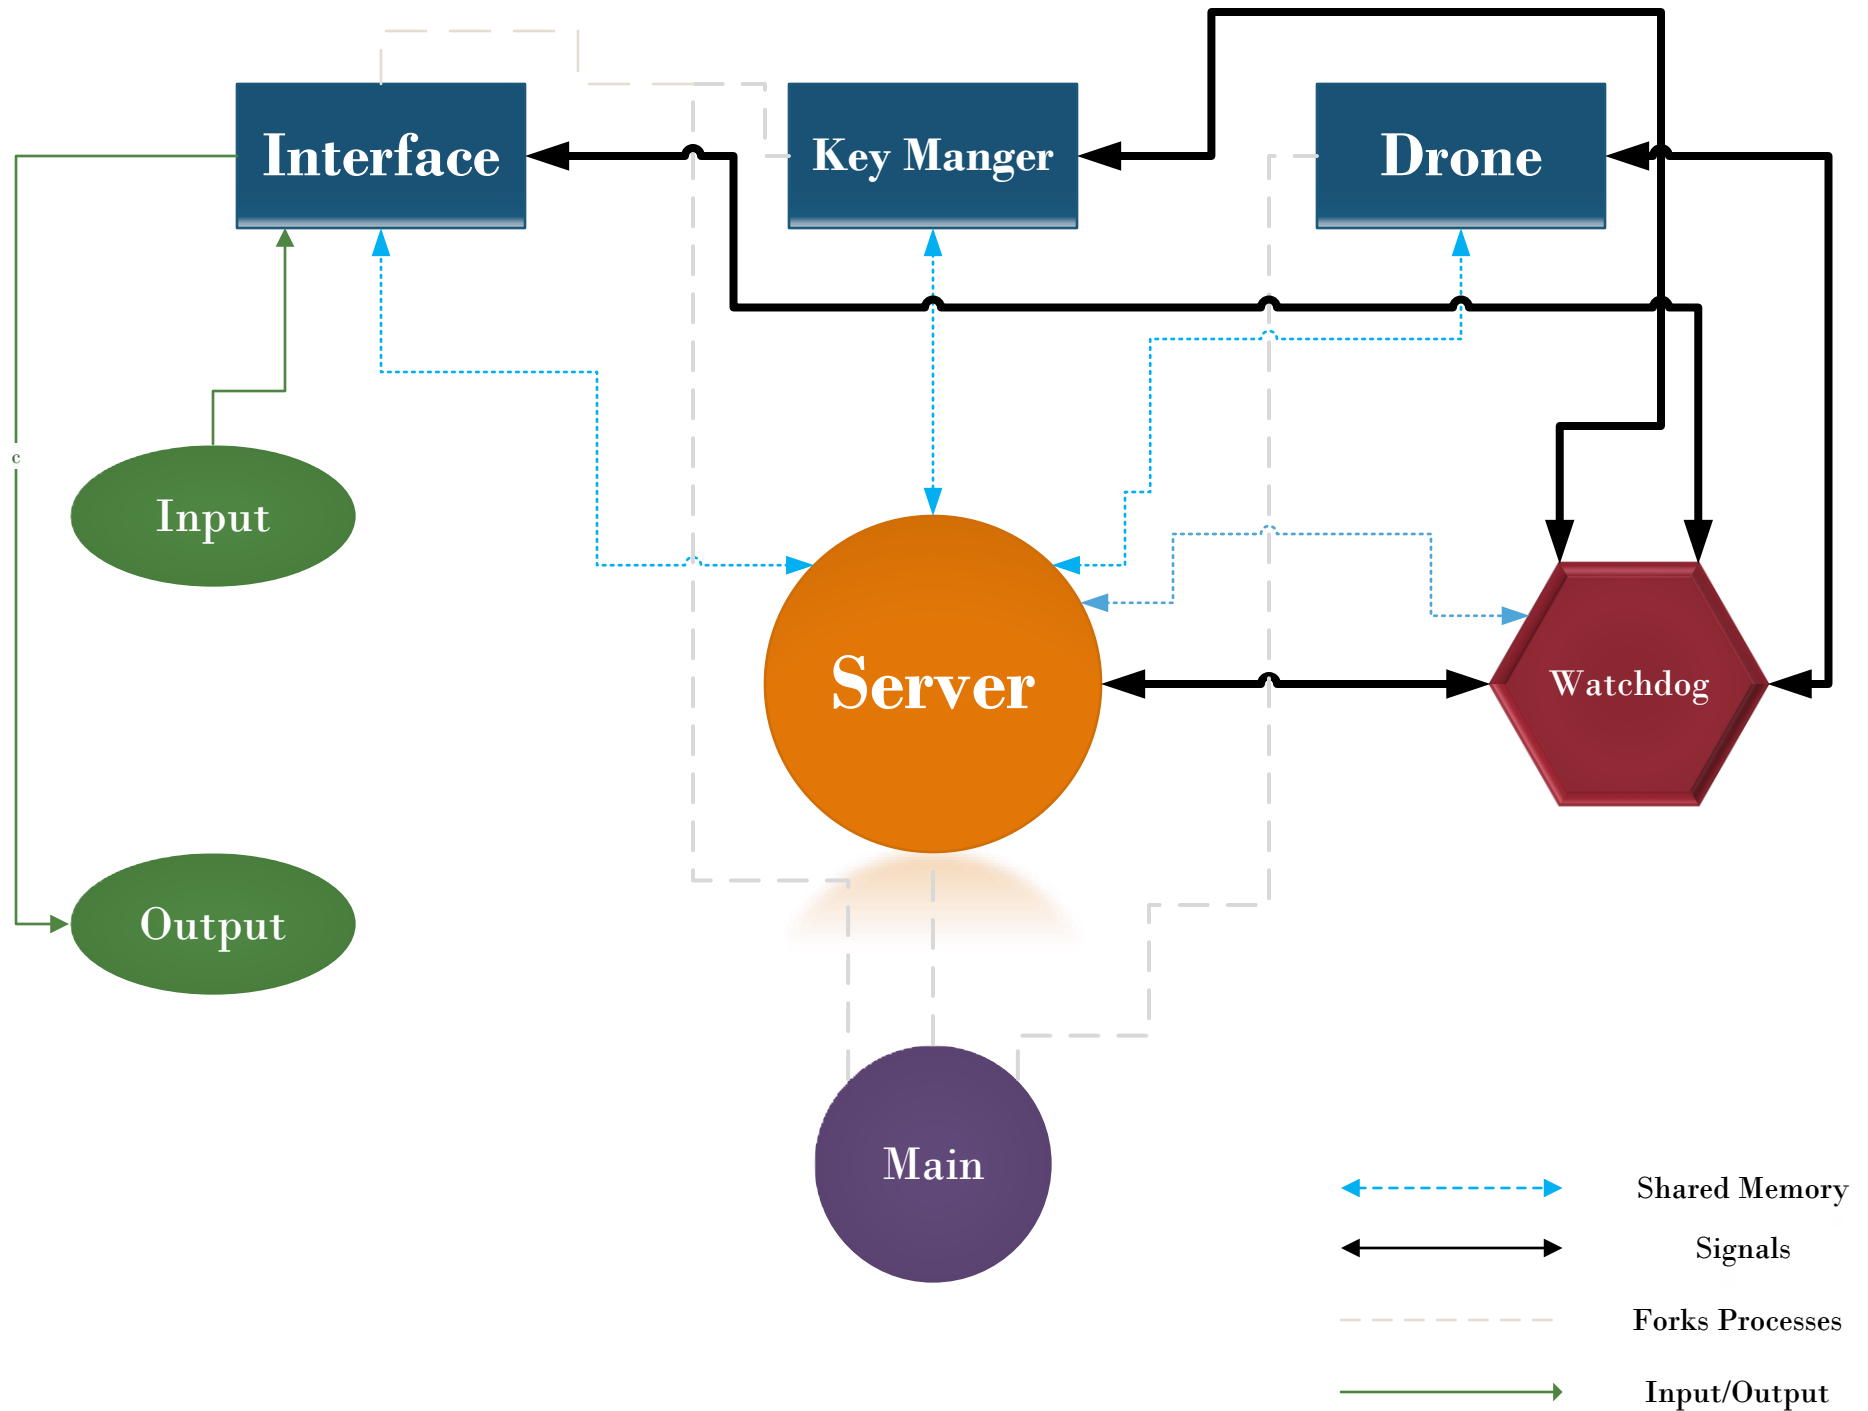 Interface
Key Manger
Drone
c
Input
Server
Watchdog
Output
Main
Shared Memory
Signals
Forks Processes
Input/Output